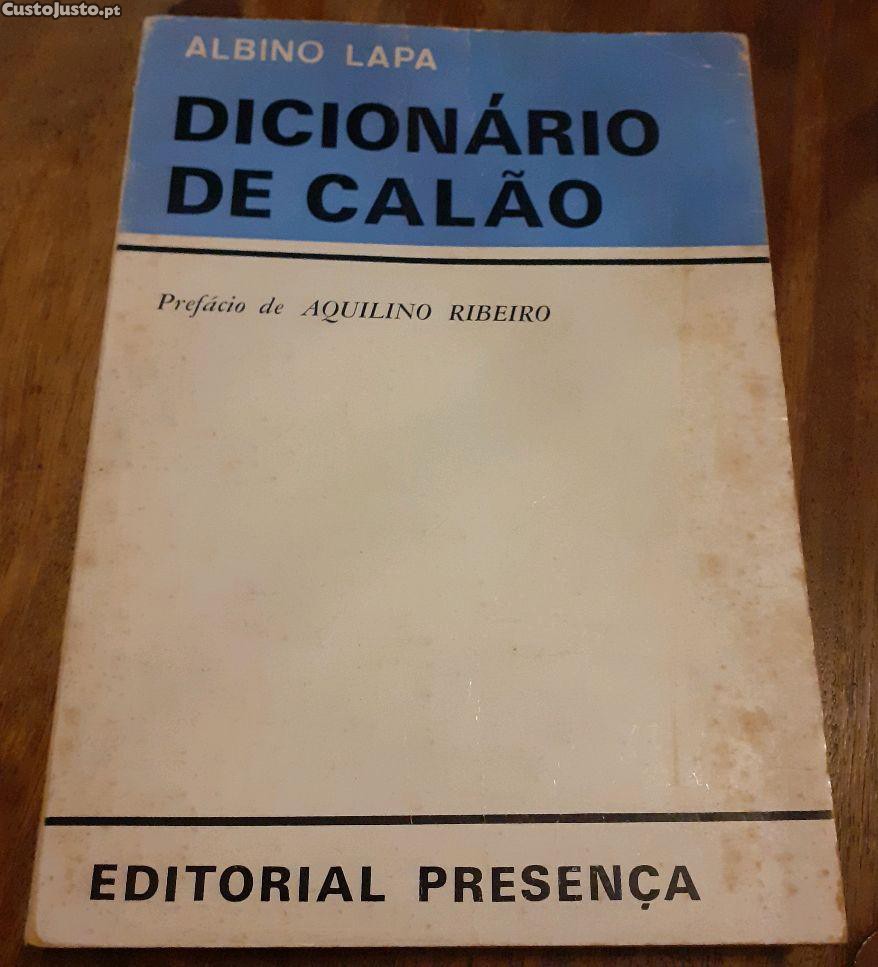 CustoJusto.pt
ALBINO LAPA
DICIONÁRIO
DE CALÃO
Prefácio de AQUILINO RIBEIRO
EDITORIAL PRESENÇA